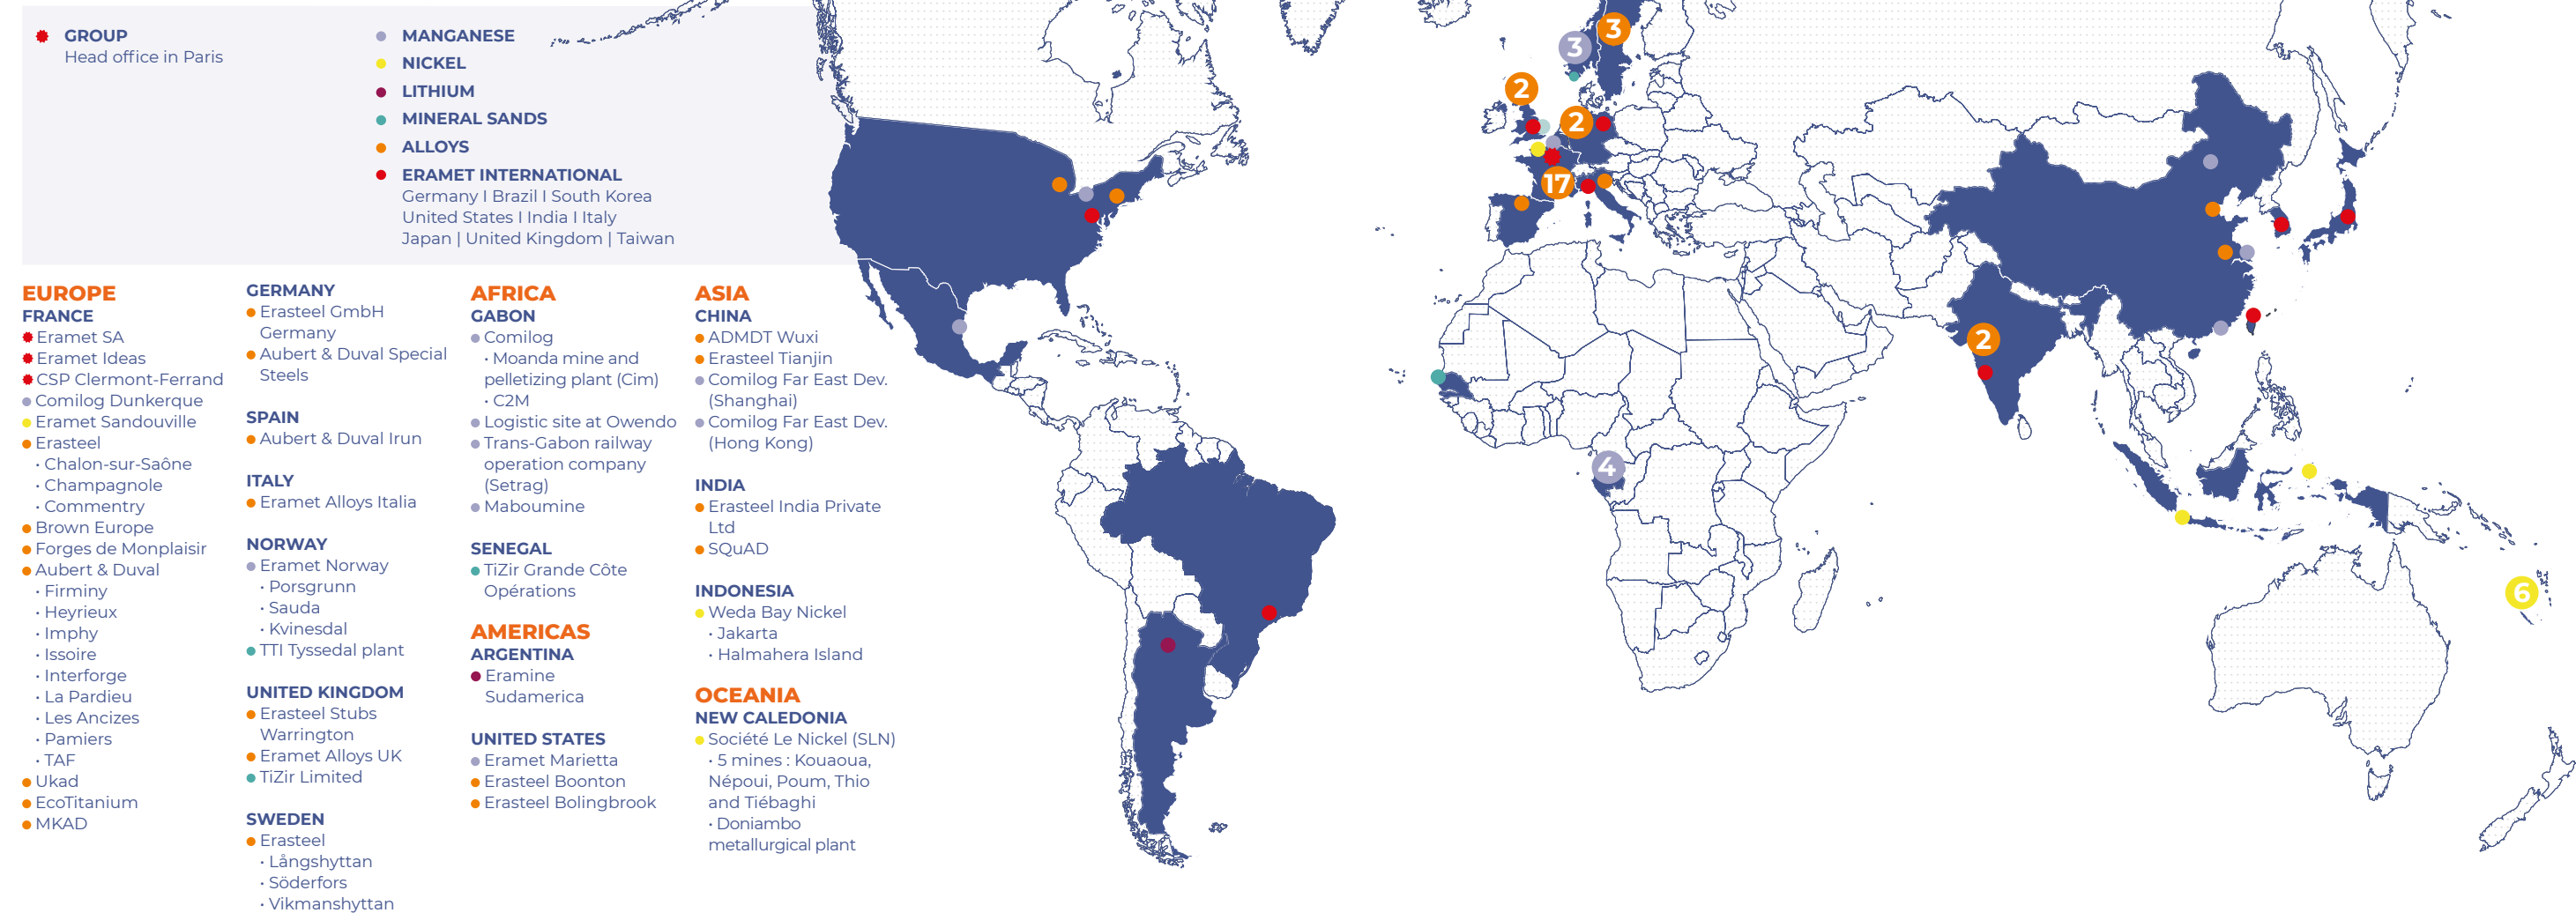 GROUP
Head office in Paris
MANGANESE
NICKEL
LITHIUM
MINERAL SANDS
ALLOYS
ERAMET INTERNATIONAL
Germany I Brazil I South Korea
United States I India I Italy
Japan | United Kingdom | Taiwan
EUROPE
FRANCE
Eramet SA
Eramet Ideas
CSP Clermont-Ferrand
Comilog Dunkerque
Eramet Sandouville
Erasteel
• Chalon-sur-Saône
• Champagnole
• Commentry
Brown Europe
Forges de Monplaisir
Aubert & Duval
• Firminy
• Heyrieux
• Imphy
• Issoire
• Interforge
• La Pardieu
• Les Ancizes
• Pamiers
• TAF
Ukad
EcoTitanium
MKAD
GERMANY
Erasteel GmbH
Germany
Aubert & Duval Special
Steels
SPAIN
Aubert & Duval Irun
ITALY
Eramet Alloys Italia
NORWAY
Eramet Norway
• Porsgrunn
• Sauda
• Kvinesdal
TTI Tyssedal plant
UNITED KINGDOM
Erasteel Stubs
Warrington
Eramet Alloys UK
TiZir Limited
SWEDEN
Erasteel
• Långshyttan
• Söderfors
• Vikmanshyttan
AFRICA
GABON
Comilog
• Moanda mine and
pelletizing plant (Cim)
• C2M
Logistic site at Owendo
Trans-Gabon railway
operation company
(Setrag)
Maboumine
SENEGAL
TiZir Grande Côte
Opérations
AMERICAS
ARGENTINA
Eramine
Sudamerica
UNITED STATES
Eramet Marietta
Erasteel Boonton
Erasteel Bolingbrook
ASIA
CHINA
ADMDT Wuxi
Erasteel Tianjin
Comilog Far East Dev.
(Shanghai)
Comilog Far East Dev.
(Hong Kong)
INDIA
Erasteel India Private
Ltd
SQuAD
INDONESIA
Weda Bay Nickel
• Jakarta
• Halmahera Island
OCEANIA
NEW CALEDONIA
Société Le Nickel (SLN)
• 5 mines : Kouaoua,
Népoui, Poum, Thio
and Tiébaghi
• Doniambo
metallurgical plant
3
3
2
2
17
2
4
6